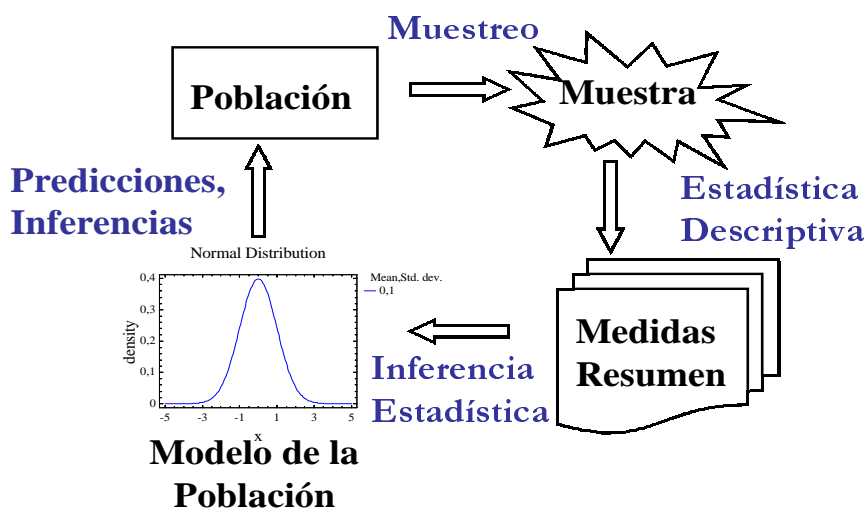 Muestreo
Población
Muestra
Predicciones,
Inferencias
Estadística
Descriptiva
Normal Distribution
Mean,Std. dev.
0,1
0,4
0,3
0,2
0,1
0
density
-5 -3 -1 1 3 5
x
Medidas
Resumen
Inferencia
Estadística
Modelo de la
Población